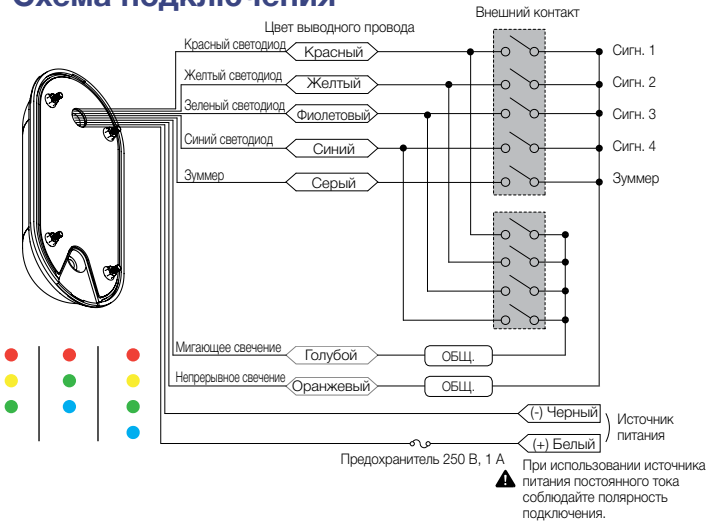 Схема подключения
Внешний контакт
Цвет выводного провода
Красный светодиод
Красный
Сигн. 1
Желтый светодиод
Желтый
Сигн. 2
Зеленый светодиод
Фиолетовый
Сигн. 3
Синий светодиод
Синий
Сигн. 4
Зуммер
Серый
Зуммер
Мигающее свечение
Голубой
ОБЩ.
Непрерывное свечение
Оранжевый
ОБЩ.
(-) Черный
(+) Белый
Источник
питания
Предохранитель 250 В, 1 А
При использовании источника
питания постоянного тока
соблюдайте полярность
подключения.